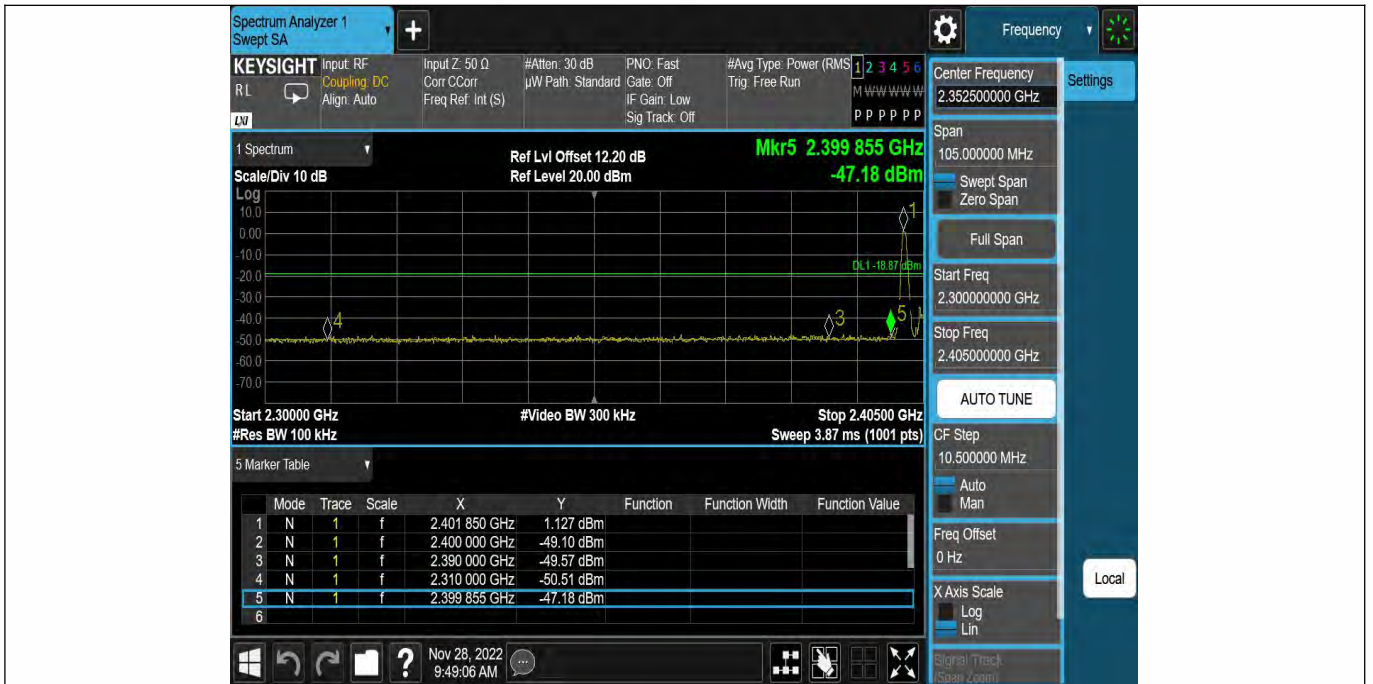 Spectrum Analyzer 1
Swept SA
+
Frequency
KEYSIGHT
RL
LXI
Input: RF
Coupling: DC
Align: Auto
Input Z: 50 Ω
Corr CCorr
Freq Ref: Int (S)
#Atten: 30 dB
µW Path: Standard
PNO: Fast
Gate: Off
IF Gain: Low
Sig Track: Off
#Avg Type: Power (RMS
Trig: Free Run
1 2 3 4 5 6
M W W W W W
P P P P P P
Center Frequency
2.352500000 GHz
Settings
Span
105.000000 MHz
Swept Span
Zero Span
Full Span
Start Freq
2.300000000 GHz
Stop Freq
2.405000000 GHz
AUTO TUNE
CF Step
10.500000 MHz
Auto
Man
Freq Offset
0 Hz
X Axis Scale
Log
Lin
Signal Track
(Span Zoom)
Local
1 Spectrum
Scale/Div 10 dB
Ref Lvl Offset 12.20 dB
Ref Level 20.00 dBm
Mkr5 2.399 855 GHz
-47.18 dBm
Log
10.0
0.00
-10.0
-20.0
-30.0
-40.0
-50.0
-60.0
-70.0
1
DL1 -18.87 dBm
4
3
5
Start 2.30000 GHz
#Res BW 100 kHz
#Video BW 300 kHz
Stop 2.40500 GHz
Sweep 3.87 ms (1001 pts)
5 Marker Table
Mode Trace Scale X Y Function Function Width Function Value
1 N 1 f 2.401 850 GHz 1.127 dBm
2 N 1 f 2.400 000 GHz -49.10 dBm
3 N 1 f 2.390 000 GHz -49.57 dBm
4 N 1 f 2.310 000 GHz -50.51 dBm
5 N 1 f 2.399 855 GHz -47.18 dBm
6
?
Nov 28, 2022
9:49:06 AM